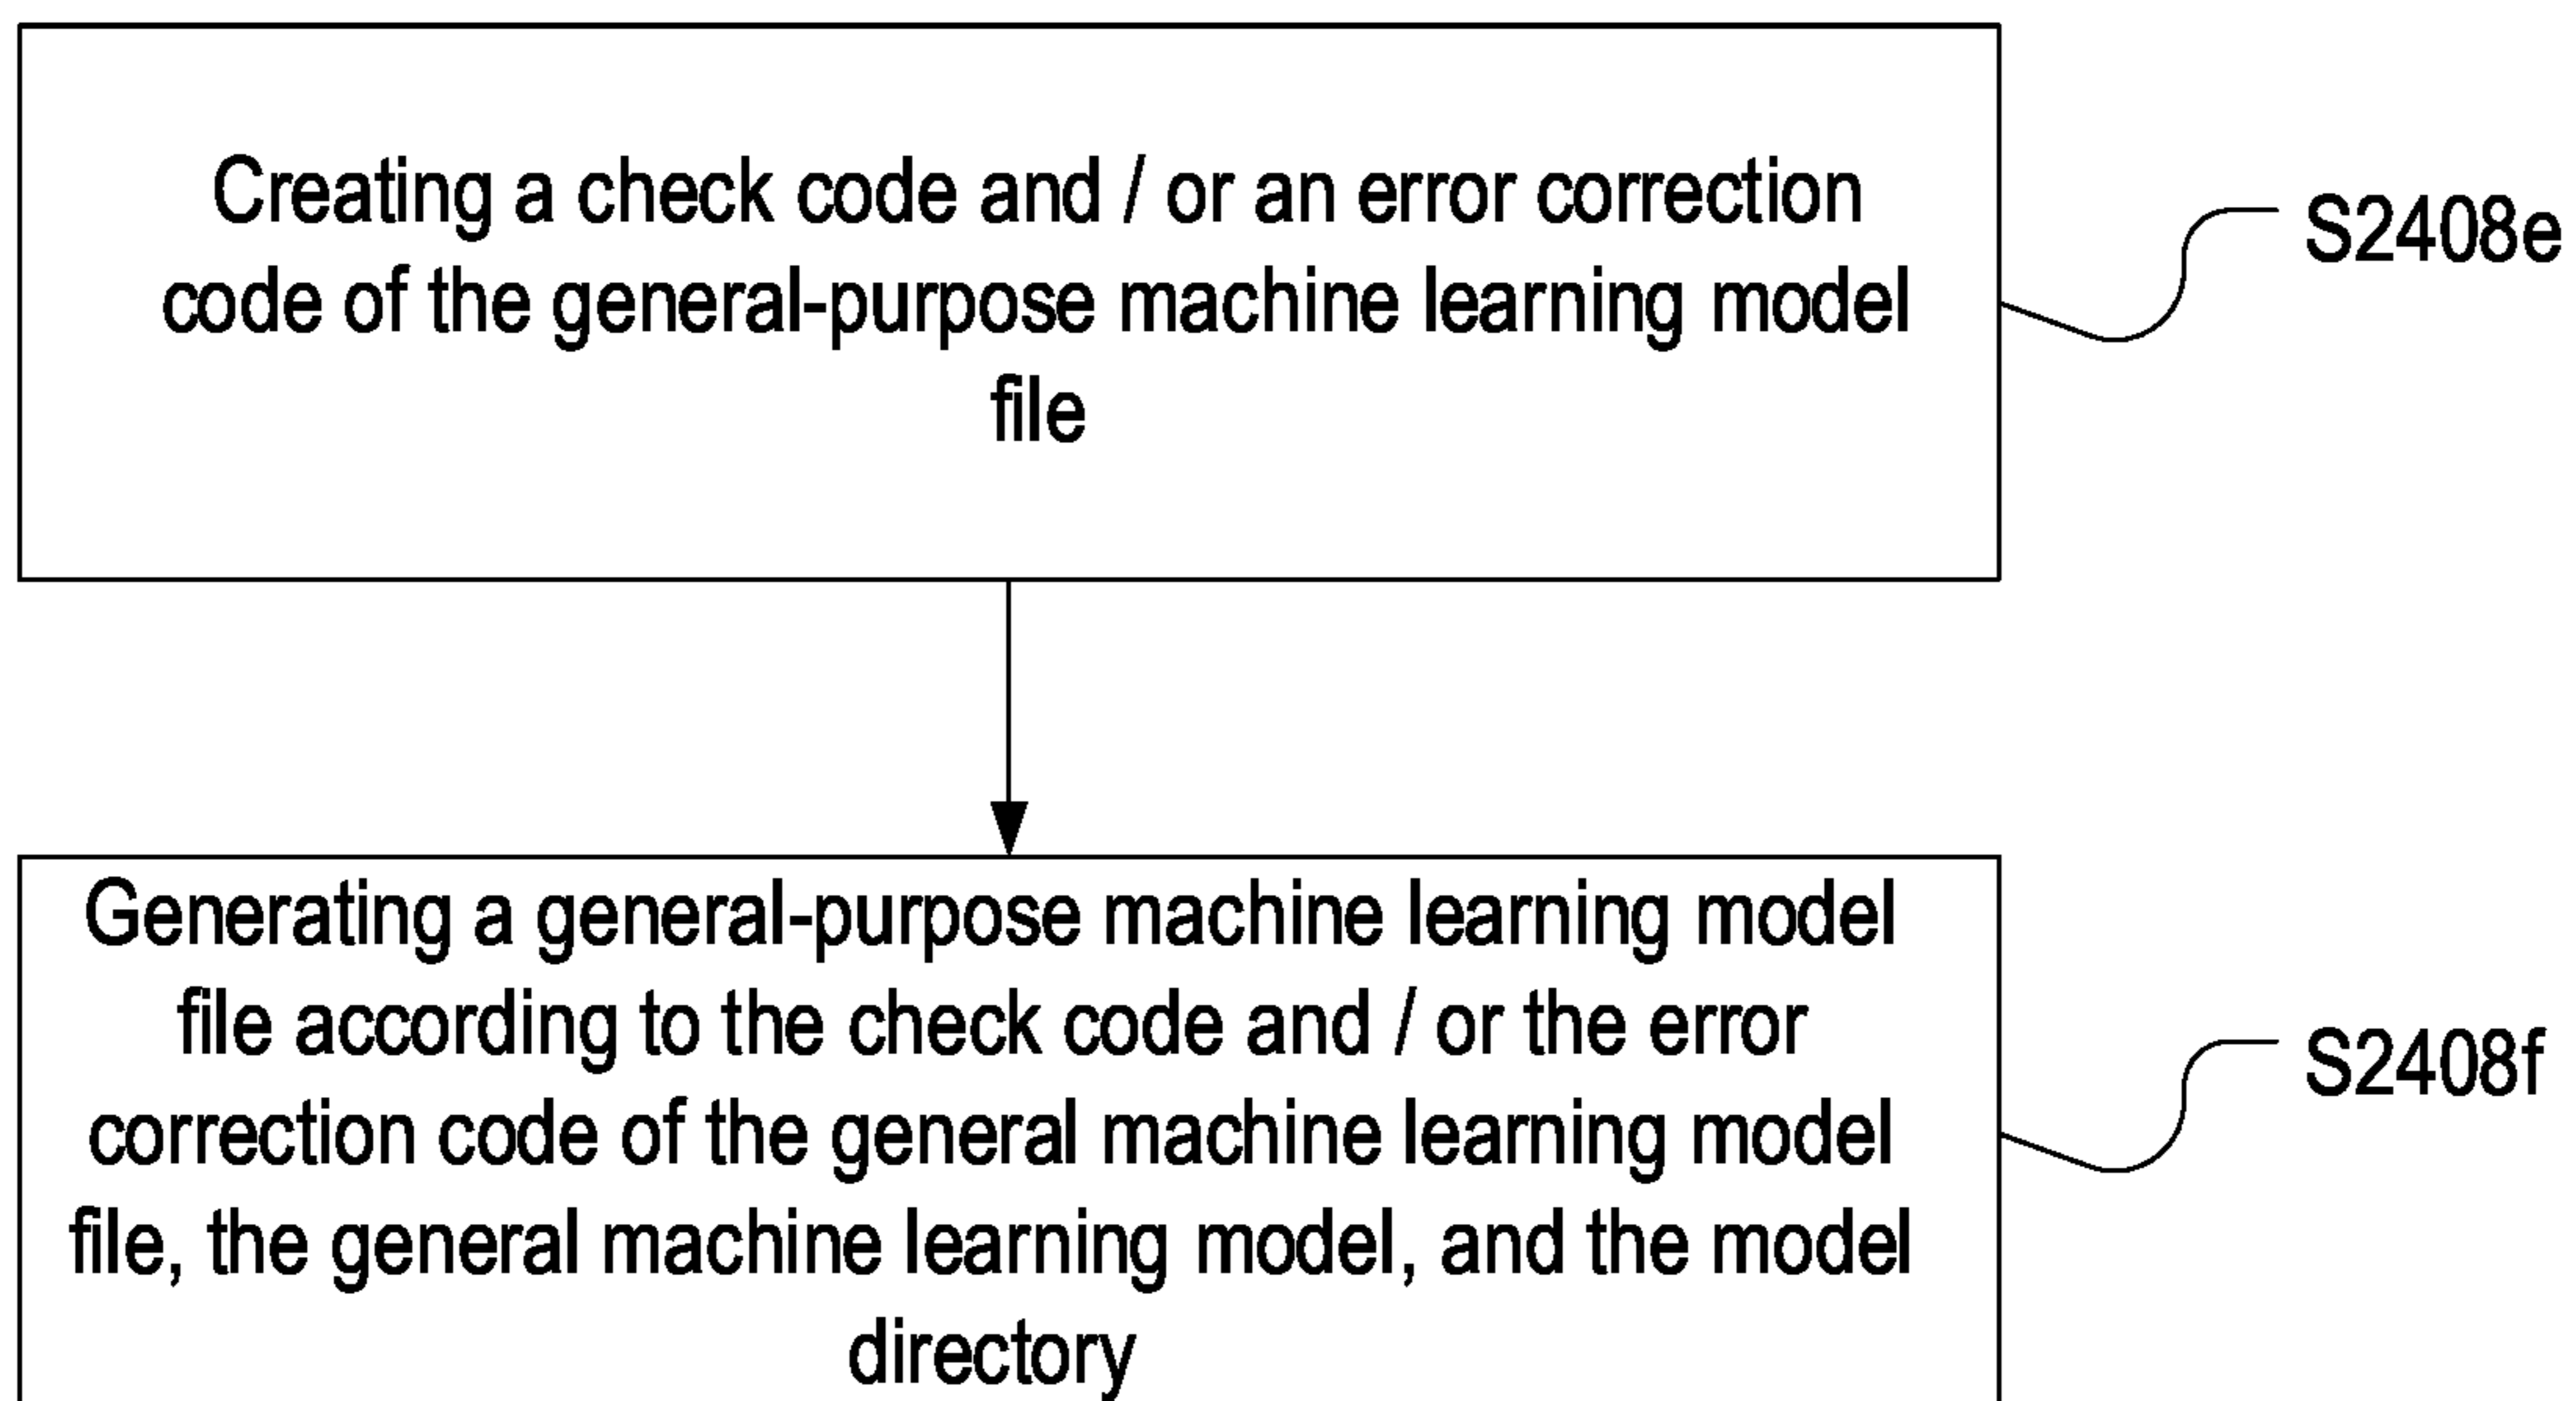 Creating a check code and / or an error correction
code of the general-purpose machine learning model
file
S2408e
Generating a general-purpose machine learning model
file according to the check code and / or the error
correction code of the general machine learning model
file, the general machine learning model, and the model
directory
S2408f